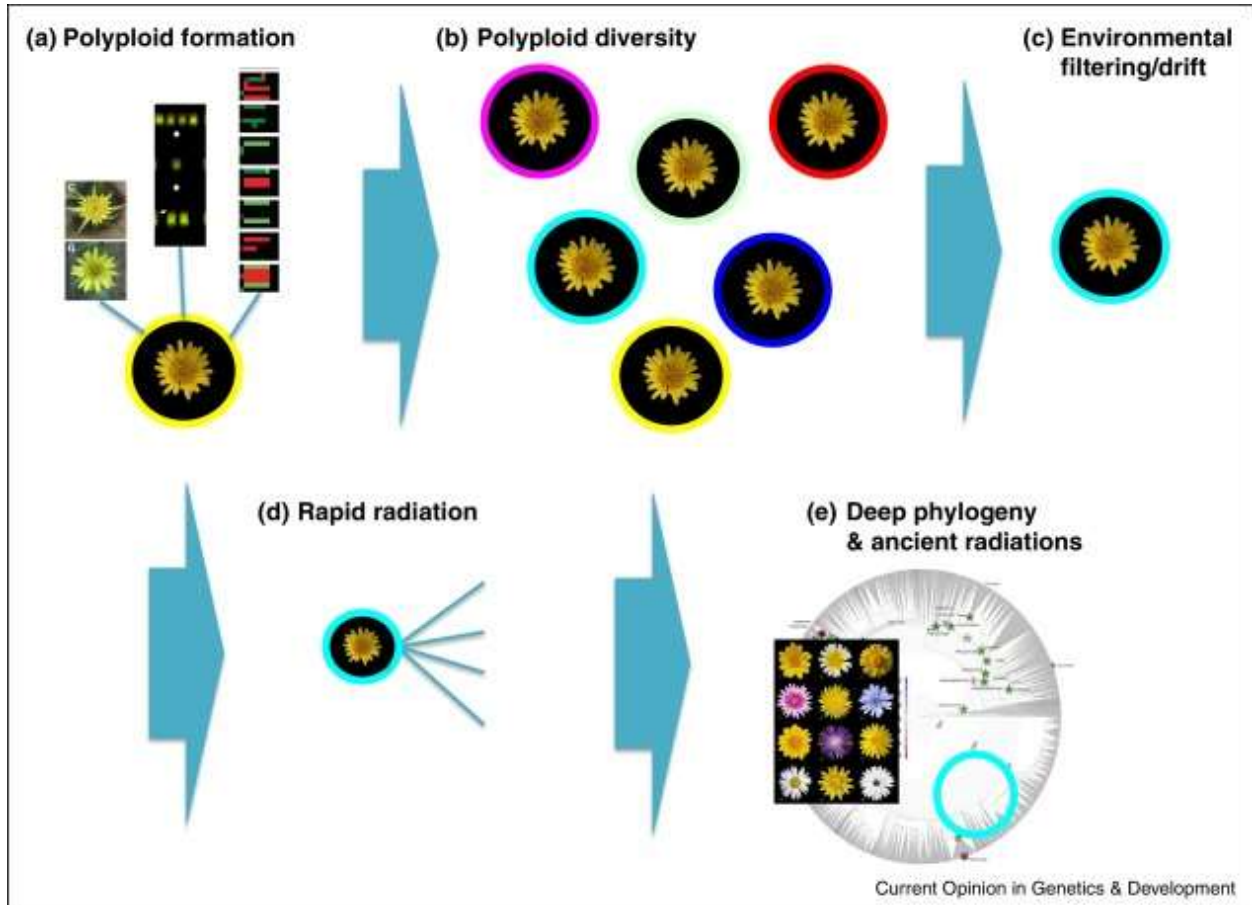 (a) Polyploid formation
(b) Polyploid diversity
(c) Environmental
filtering/drift
(d) Rapid radiation
(e) Deep phylogeny
& ancient radiations
Current Opinion in Genetics & Development